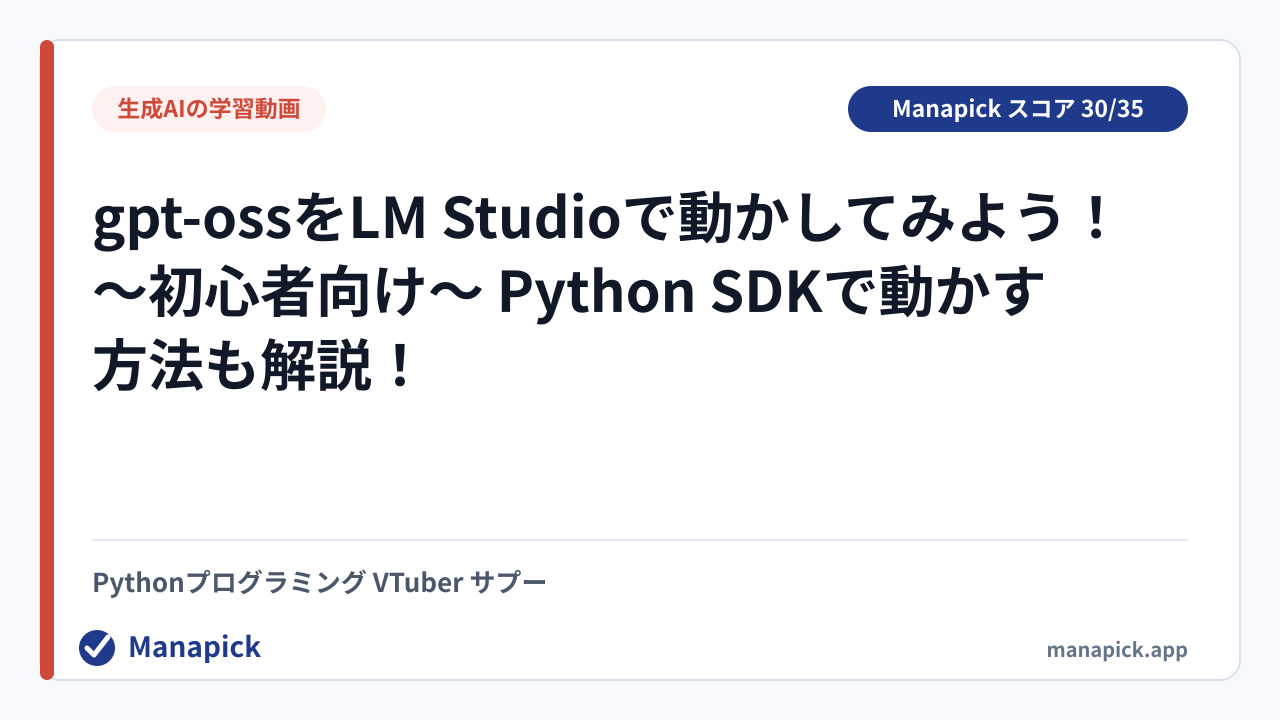 生成AIの学習動画
Manapick スコア 30/35
gpt-ossをLM Studioで動かしてみよう！
〜初心者向け〜 Python SDKで動かす
方法も解説！
Pythonプログラミング VTuber サプー
Manapick
manapick.app